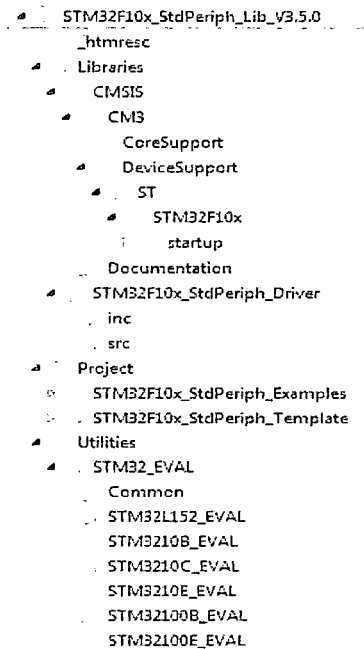 STM32F10x_StdPeriph_Lib_V3.5.0
_htmresc
Libraries
CMSIS
CM3
CoreSupport
DeviceSupport
ST
STM32F10x
startup
Documentation
STM32F10x_StdPeriph_Driver
inc
src
Project
STM32F10x_StdPeriph_Examples
STM32F10x_StdPeriph_Template
Utilities
STM32_EVAL
Common
STM32L152_EVAL
STM3210B_EVAL
STM3210C_EVAL
STM3210E_EVAL
STM32100B_EVAL
STM32100E_EVAL